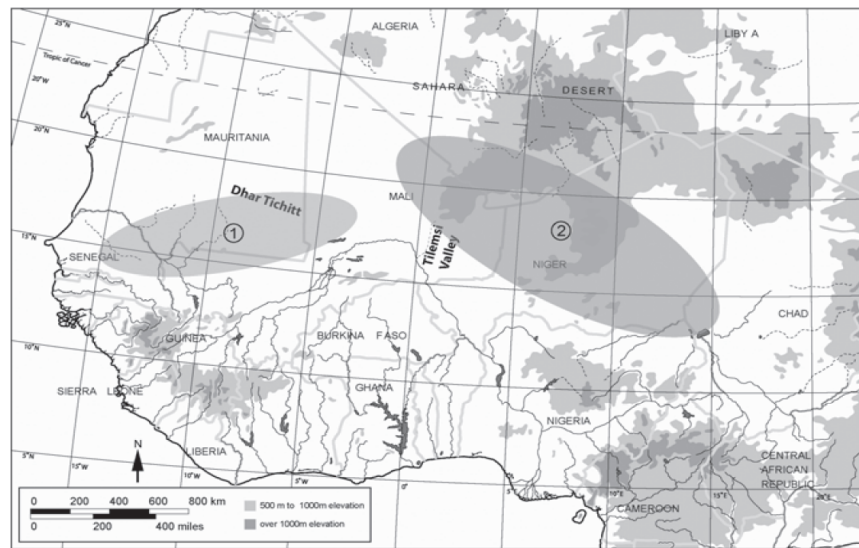 ALGERIA
LIBYA
25°N
Tropic of Cancer
20°W
SAHARA
DESERT
20°N
MAURITANIA
MALI
Dhar Tichitt
1
2
15°N
Tilemsi
Valley
SENEGAL
NIGER
CHAD
10°N
GUINEA
BURKINA FASO
SIERRA LEONE
GHANA
NIGERIA
5°N
15°W
N
LIBERIA
CENTRAL
AFRICAN
REPUBLIC
10°W
5°W
0°
5°E
10°E
15°E
20°E
CAMEROON
0 200 400 600 800 km
0 200 400 miles
500 m to 1000m elevation
over 1000m elevation